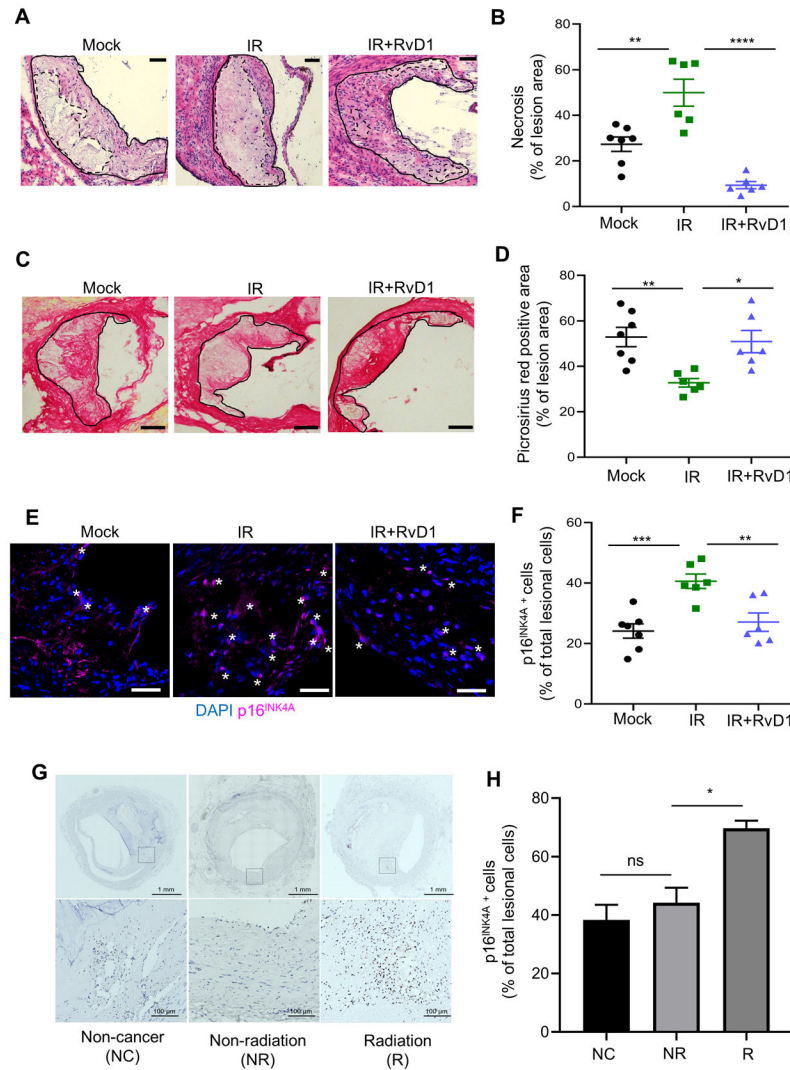 A
Mock
IR
IR+RvD1
B
Necrosis
(% of lesion area)
80
60
40
20
0
**
****
Mock
IR
IR+RvD1
C
Mock
IR
IR+RvD1
D
Picrosirius red positive area
(% of lesion area)
80
60
40
20
0
**
*
Mock
IR
IR+RvD1
E
Mock
IR
IR+RvD1
DAPI p16INK4A
F
p16INK4A + cells
(% of total lesional cells)
60
40
20
0
***
**
Mock
IR
IR+RvD1
G
1 mm
1 mm
1 mm
100 µm
100 µm
100 µm
Non-cancer
(NC)
Non-radiation
(NR)
Radiation
(R)
H
p16INK4A + cells
(% of total lesional cells)
80
60
40
20
0
ns
*
NC
NR
R